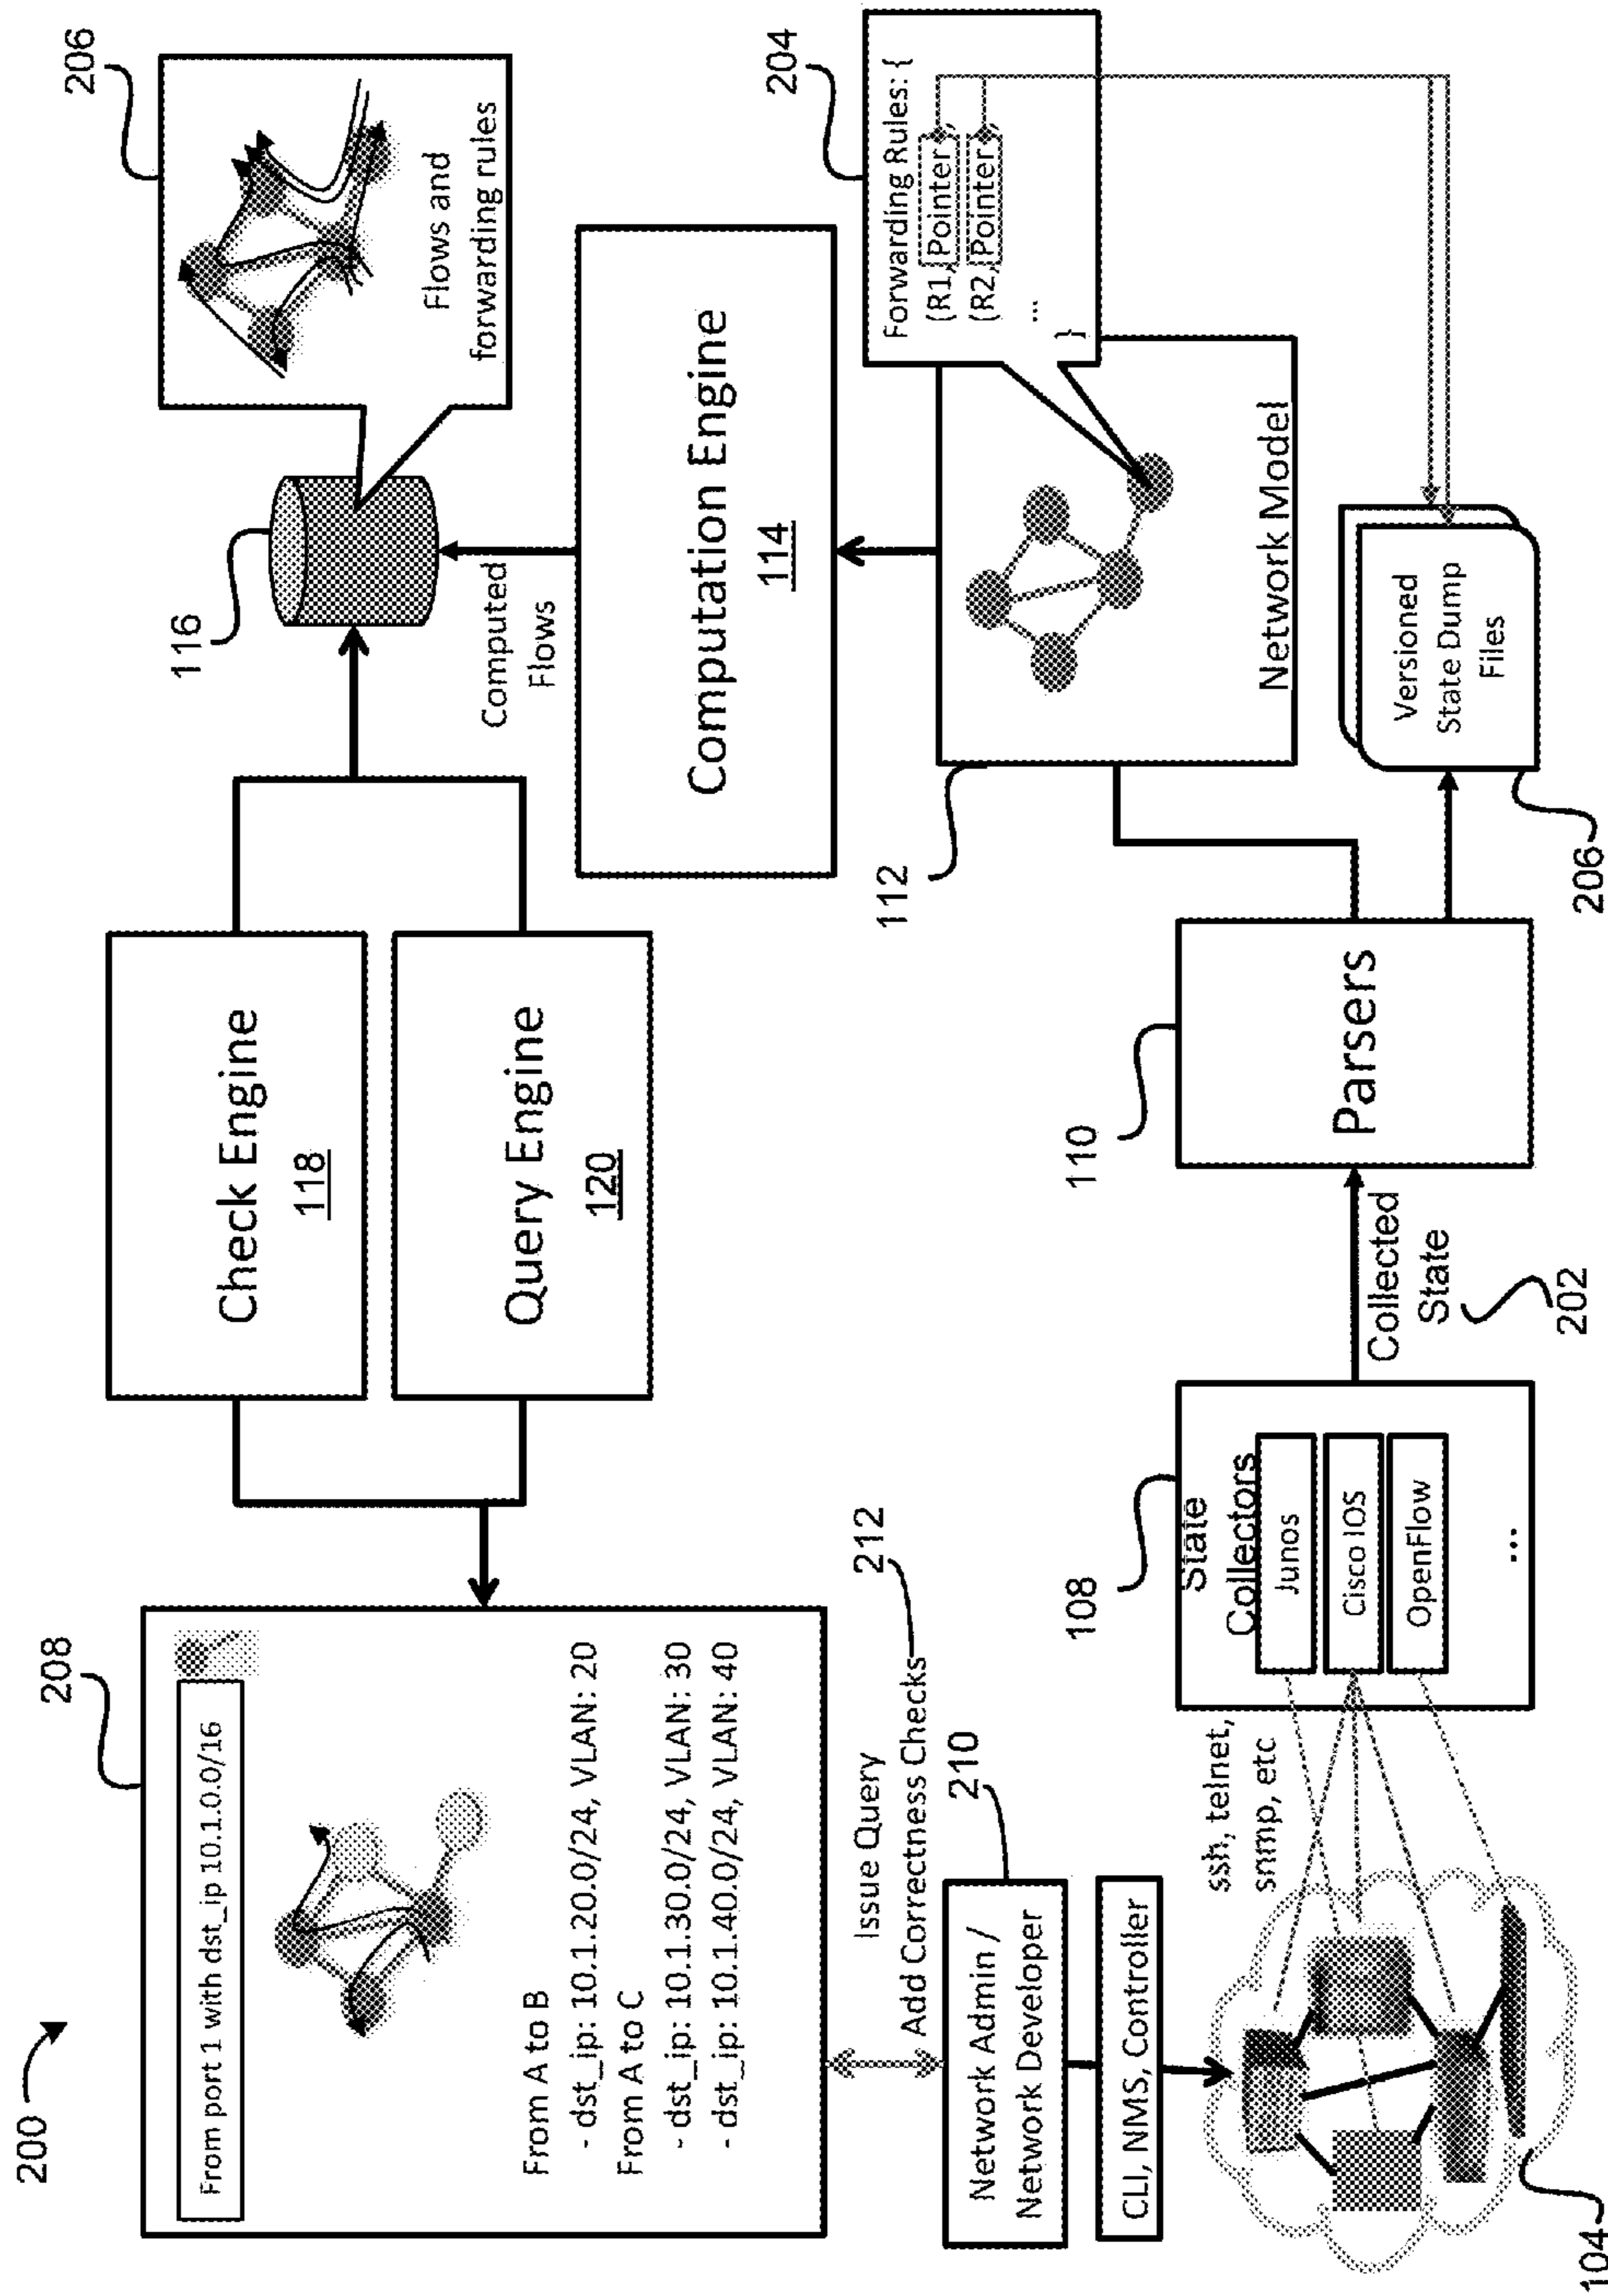 200
208
From port 1 with dst_ip 10.1.0.0/16
From A to B
- dst_ip: 10.1.20.0/24, VLAN: 20
From A to C
- dst_ip: 10.1.30.0/24, VLAN: 30
- dst_ip: 10.1.40.0/24, VLAN: 40
Check Engine
118
Query Engine
120
116
206
Flows and
forwarding rules
Computed
Flows
Computation Engine
114
Issue Query
Add Correctness Checks
212
210
Network Admin /
Network Developer
CLI, NMS, Controller
104
ssh, telnet,
snmp, etc
108
State
Collectors
Junos
Cisco IOS
OpenFlow
...
Collected
State
202
110
Parsers
112
Network Model
204
Forwarding Rules: {
(R1, Pointer)
(R2, Pointer)
...
}
Versioned
State Dump
Files
206